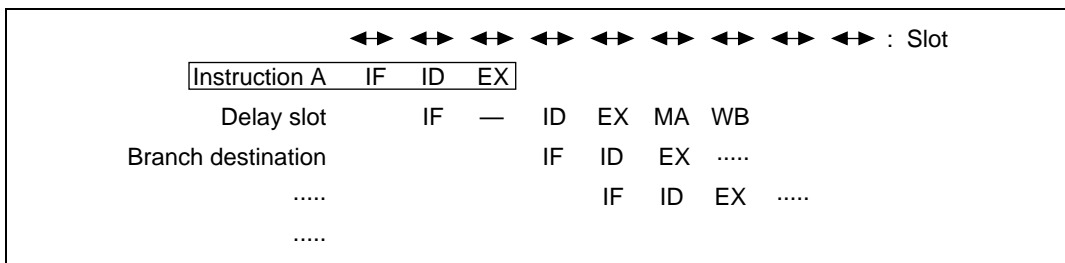 : Slot
Instruction A IF ID EX
Delay slot IF — ID EX MA WB
Branch destination IF ID EX .....
..... IF ID EX .....
.....